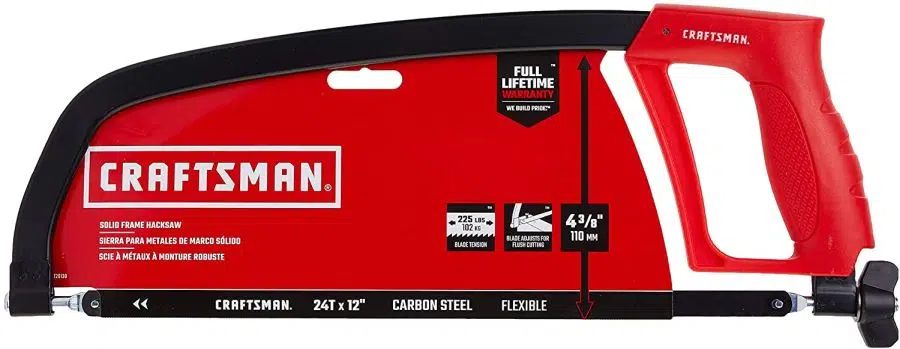 CRAFTSMAN.
FULL
LIFETIME
WARRANTY
WE BUILD PRIDE.™
CRAFTSMAN®
SOLID FRAME HACKSAW
SIERRA PARA METALES DE MARCO SÓLIDO
SCIE À MÉTAUX À MONTURE ROBUSTE
225 LBS
102 KG
BLADE TENSION
BLADE ADJUSTS FOR
FLUSH CUTTING
4 3/8"
110 MM
CRAFTSMAN. 24T x 12" CARBON STEEL FLEXIBLE